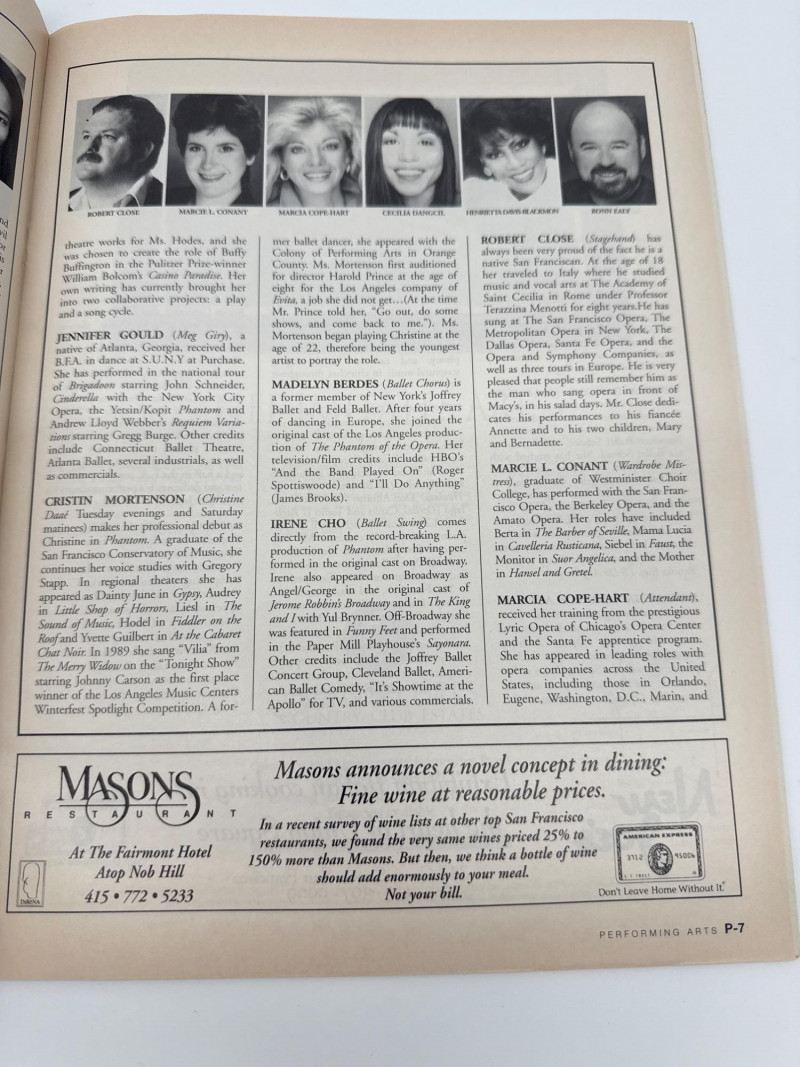 ROBERT CLOSE
MARCIE L. CONANT
MARCIA COPE-HART
CECILIA DANGCIL
HENRIETTA DAVIS BLACKMON
theatre works for Ms. Hodes, and she
was chosen to create the role of Buffy
Buffington in the Pulitzer Prize-winner
William Bolcom's Casino Paradise. Her
own writing has currently brought her
into two collaborative projects: a play
and a song cycle.
JENNIFER GOULD (Meg Giry), a
native of Atlanta, Georgia, received her
B.F.A. in dance at S.U.N.Y at Purchase.
She has performed in the national tour
of Brigadoon starring John Schneider,
Cinderella with the New York City
Opera, the Yetsin/Kopit Phantom and
Andrew Lloyd Webber's Requiem Varia-
tions starring Gregg Burge. Other credits
include Connecticut Ballet Theatre,
Atlanta Ballet, several industrials, as well
as commercials.
CRISTIN MORTENSON (Christine
Daaé Tuesday evenings and Saturday
matinees) makes her professional debut as
Christine in Phantom. A graduate of the
San Francisco Conservatory of Music, she
continues her voice studies with Gregory
Stapp. In regional theaters she has
appeared as Dainty June in Gypsy, Audrey
in Little Shop of Horrors, Liesl in The
Sound of Music, Hodel in Fiddler on the
Roof and Yvette Guilbert in At the Cabaret
Chat Noir. In 1989 she sang "Vilia" from
The Merry Widow on the "Tonight Show"
starring Johnny Carson as the first place
winner of the Los Angeles Music Centers
Winterfest Spotlight Competition. A for-
mer ballet dancer, she appeared with the
Colony of Performing Arts in Orange
County. Ms. Mortenson first auditioned
for director Harold Prince at the age of
eight for the Los Angeles company of
Evita, a job she did not get...(At the time
Mr. Prince told her, "Go out, do some
shows, and come back to me."). Ms.
Mortenson began playing Christine at the
age of 22, therefore being the youngest
artist to portray the role.
MADELYN BERDES (Ballet Chorus) is
a former member of New York's Joffrey
Ballet and Feld Ballet. After four years
of dancing in Europe, she joined the
original cast of the Los Angeles produc-
tion of The Phantom of the Opera. Her
television/film credits include HBO's
"And the Band Played On" (Roger
Spottiswoode) and "I'll Do Anything"
(James Brooks).
IRENE CHO (Ballet Swing) comes
directly from the record-breaking L.A.
production of Phantom after having per-
formed in the original cast on Broadway.
Irene also appeared on Broadway as
Angel/George in the original cast of
Jerome Robbin's Broadway and in The King
and I with Yul Brynner. Off-Broadway she
was featured in Funny Feet and performed
in the Paper Mill Playhouse's Sayonara.
Other credits include the Joffrey Ballet
Concert Group, Cleveland Ballet, Ameri-
can Ballet Comedy, "It's Showtime at the
Apollo" for TV, and various commercials.
ROBERT CLOSE (Stagehand) has
always been very proud of the fact he is a
native San Franciscan. At the age of 18
her traveled to Italy where he studied
music and vocal arts at The Academy of
Saint Cecilia in Rome under Professor
Terazzina Menotti for eight years.He has
sung at The San Francisco Opera, The
Metropolitan Opera in New York, The
Dallas Opera, Santa Fe Opera, and the
Opera and Symphony Companies, as
well as three tours in Europe. He is very
pleased that people still remember him as
the man who sang opera in front of
Macy's, in his salad days. Mr. Close dedi-
cates his performances to his fiancée
Annette and to his two children, Mary
and Bernadette.
MARCIE L. CONANT (Wardrobe Mis-
tress), graduate of Westminister Choir
College, has performed with the San Fran-
cisco Opera, the Berkeley Opera, and the
Amato Opera. Her roles have included
Berta in The Barber of Seville, Mama Lucia
in Cavelleria Rusticana, Siebel in Faust, the
Monitor in Suor Angelica, and the Mother
in Hansel and Gretel.
MARCIA COPE-HART (Attendant),
received her training from the prestigious
Lyric Opera of Chicago's Opera Center
and the Santa Fe apprentice program.
She has appeared in leading roles with
opera companies across the United
States, including those in Orlando,
Eugene, Washington, D.C., Marin, and
MASONS
RESTAURANT
At The Fairmont Hotel
Atop Nob Hill
415 • 772 • 5233
Masons announces a novel concept in dining:
Fine wine at reasonable prices.
In a recent survey of wine lists at other top San Francisco
restaurants, we found the very same wines priced 25% to
150% more than Masons. But then, we think a bottle of wine
should add enormously to your meal.
Not your bill.
AMERICAN EXPRESS
3712
95006
Don't Leave Home Without It.
PERFORMING ARTS P-7